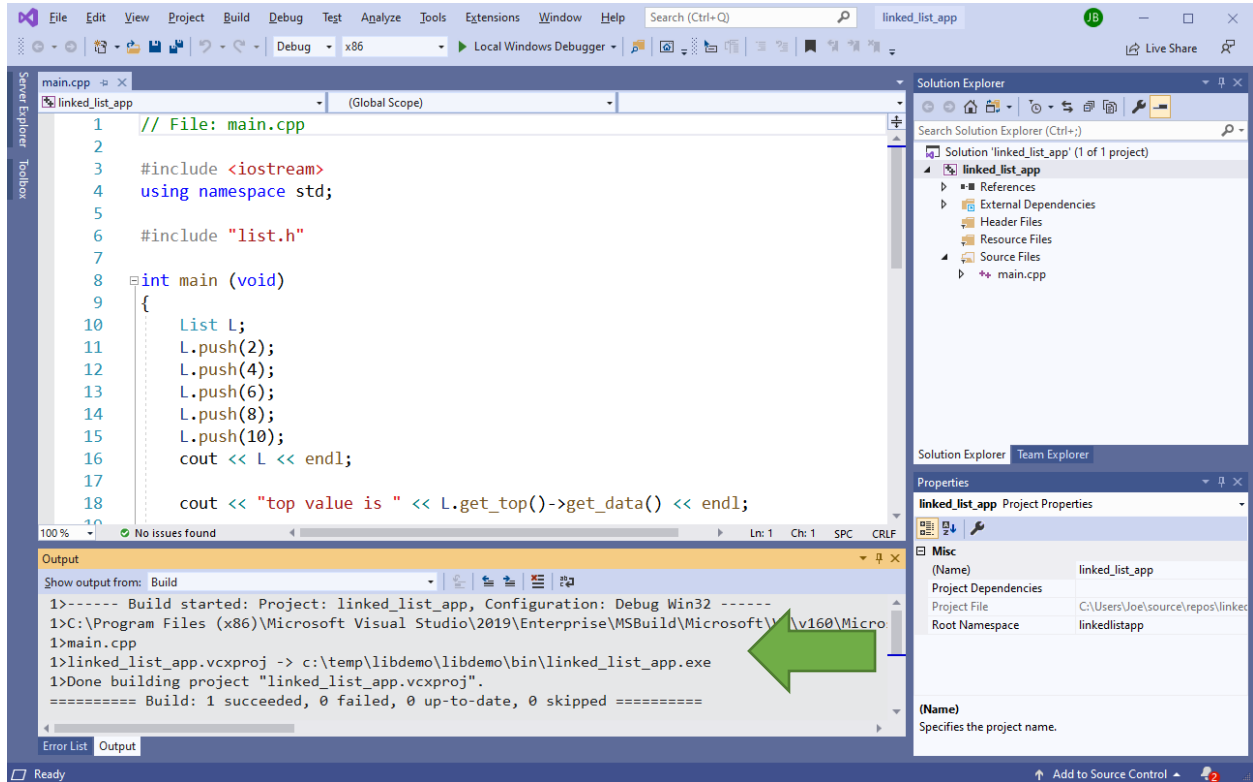 File Edit View Project Build Debug Test Analyze Tools Extensions Window Help Search (Ctrl+Q) linked_list_app JB
Debug x86 Local Windows Debugger Live Share
Server Explorer
Toolbox
main.cpp
linked_list_app (Global Scope)
1 // File: main.cpp
2
3 #include <iostream>
4 using namespace std;
5
6 #include "list.h"
7
8 int main (void)
9 {
10 List L;
11 L.push(2);
12 L.push(4);
13 L.push(6);
14 L.push(8);
15 L.push(10);
16 cout << L << endl;
17
18 cout << "top value is " << L.get_top()->get_data() << endl;
19
100 % No issues found Ln: 1 Ch: 1 SPC CRLF
Output
Show output from: Build
1>------ Build started: Project: linked_list_app, Configuration: Debug Win32 ------
1>C:\Program Files (x86)\Microsoft Visual Studio\2019\Enterprise\MSBuild\Microsoft\ \v160\Micro
1>main.cpp
1>linked_list_app.vcxproj -> c:\temp\libdemo\libdemo\bin\linked_list_app.exe
1>Done building project "linked_list_app.vcxproj".
========== Build: 1 succeeded, 0 failed, 0 up-to-date, 0 skipped ==========
Error List Output
Solution Explorer
Search Solution Explorer (Ctrl+;)
Solution 'linked_list_app' (1 of 1 project)
linked_list_app
References
External Dependencies
Header Files
Resource Files
Source Files
main.cpp
Solution Explorer Team Explorer
Properties
linked_list_app Project Properties
Misc
(Name) linked_list_app
Project Dependencies
Project File C:\Users\Joe\source\repos\linked
Root Namespace linkedlistapp
(Name)
Specifies the project name.
Ready Add to Source Control 2